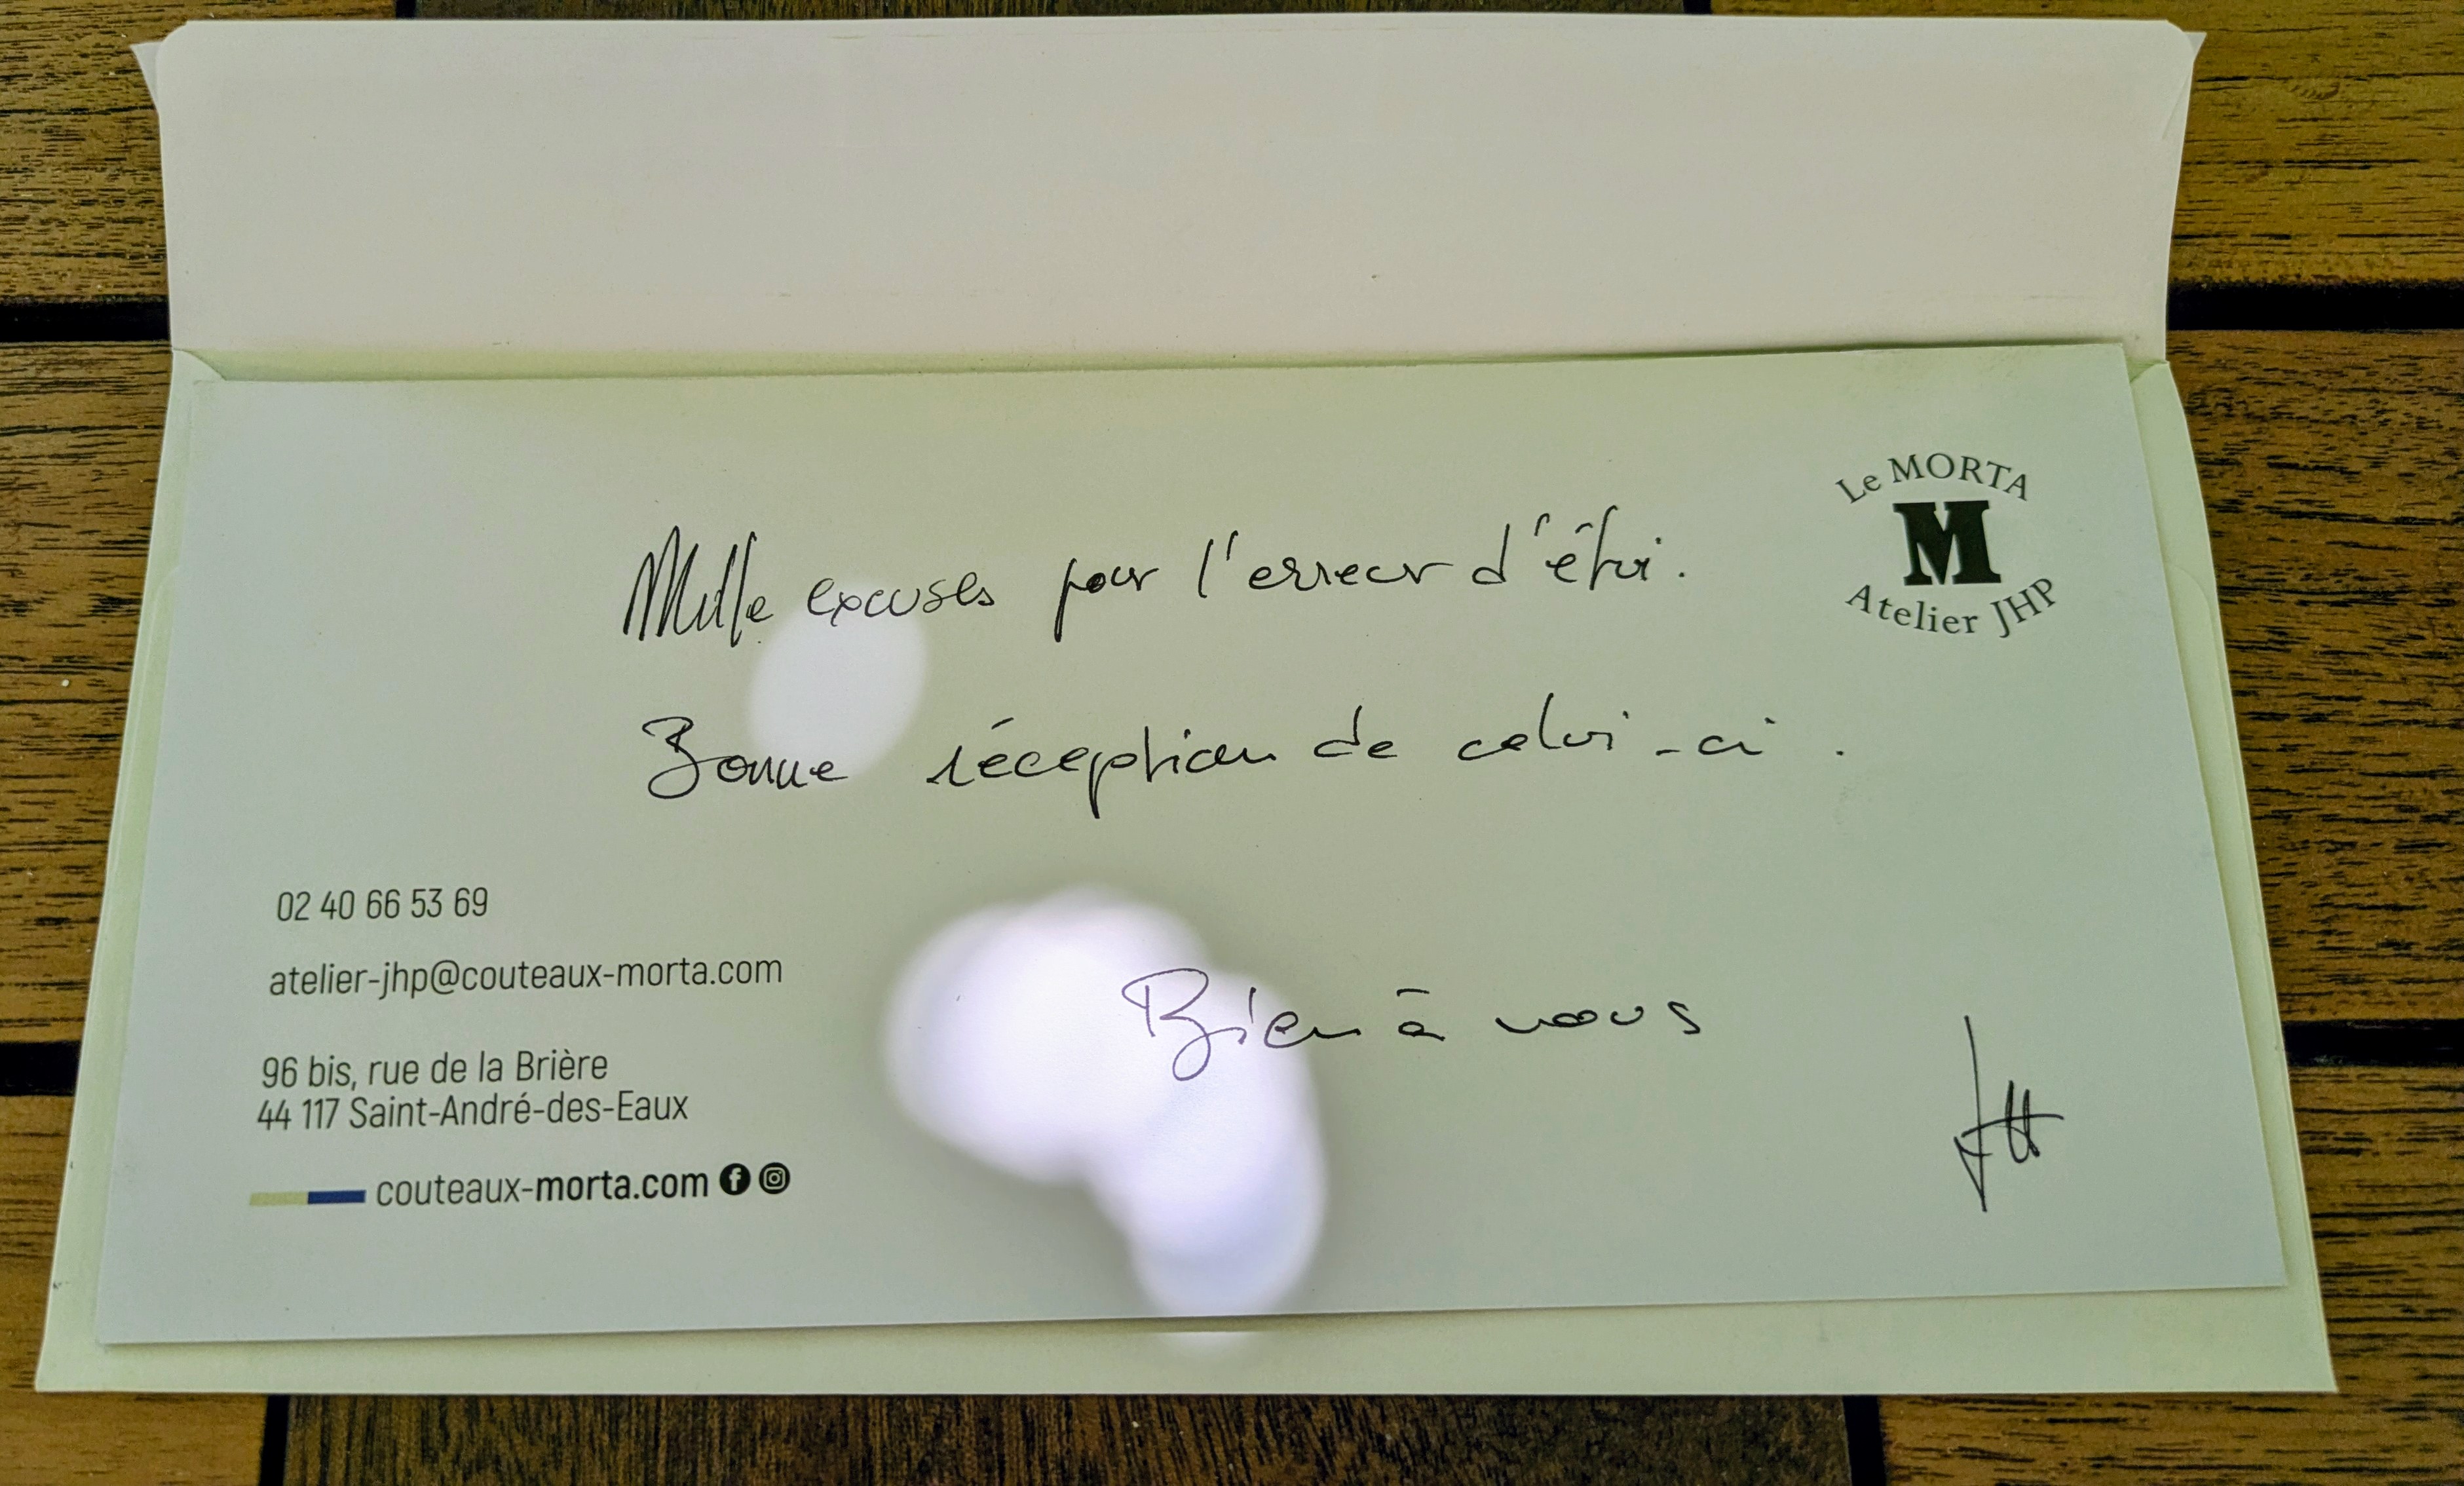 Mille excuses pour l'erreur d'étui.
Bonne réception de celui-ci.
Bien à vous
Le MORTA
M
Atelier JHP
02 40 66 53 69
atelier-jhp@couteaux-morta.com
96 bis, rue de la Brière
44 117 Saint-André-des-Eaux
couteaux-morta.com